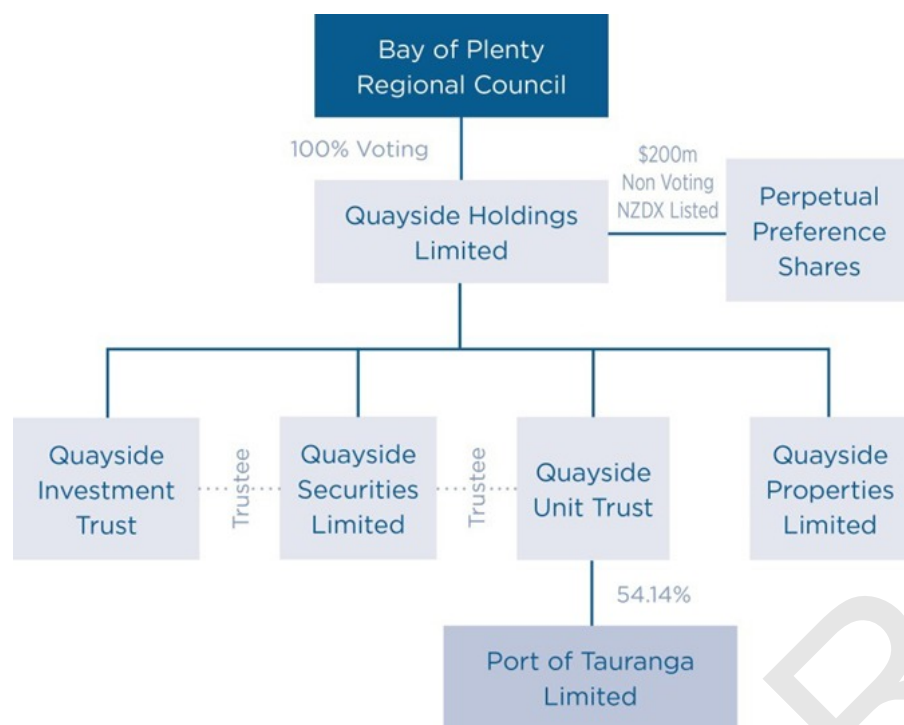 Bay of Plenty
Regional Council
100% Voting
$200m
Non Voting
NZDX Listed
Quayside Holdings
Limited
Perpetual
Preference
Shares
Quayside
Investment
Trust
Trustee
Quayside
Securities
Limited
Trustee
Quayside
Unit Trust
Quayside
Properties
Limited
54.14%
Port of Tauranga
Limited